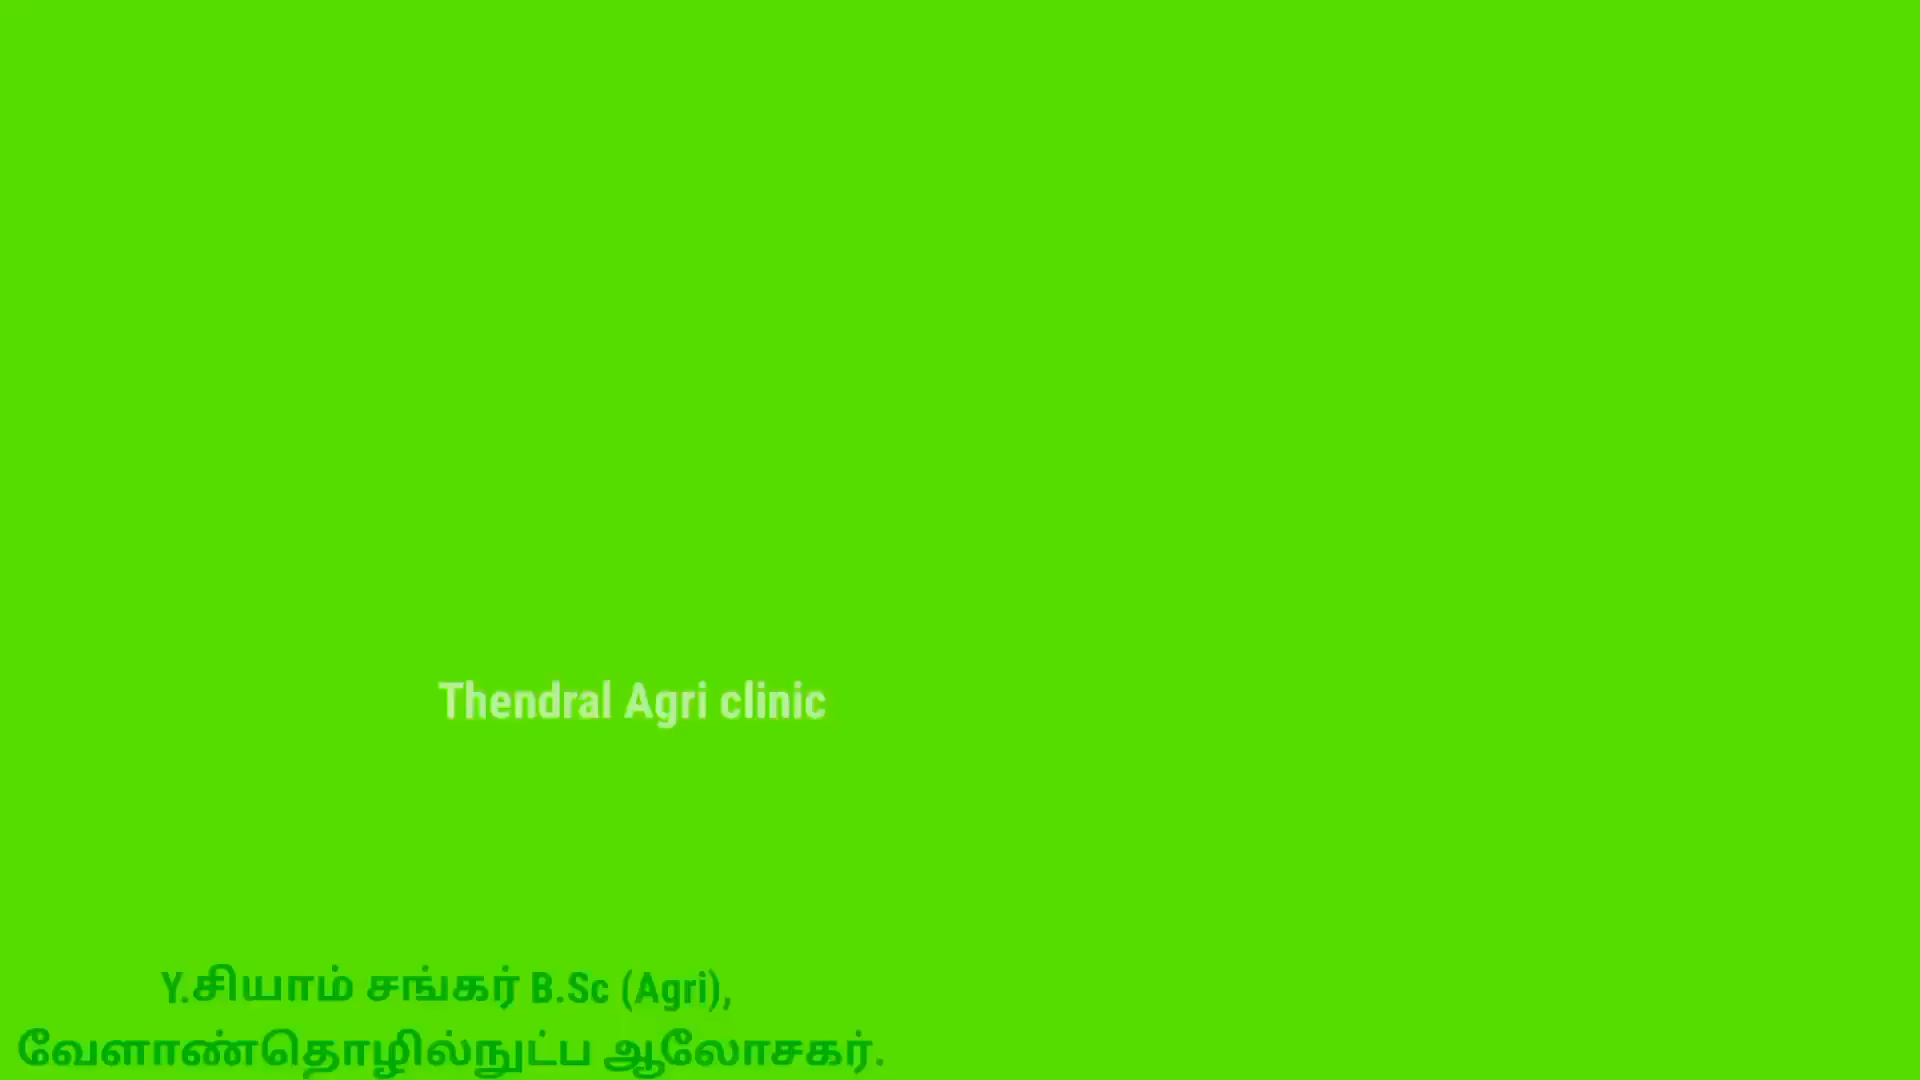 Thendral Agri clinic
Y.சியாம் சங்கர் B.Sc (Agri),
வேளாண்தொழில்நுட்ப ஆலோசகர்.